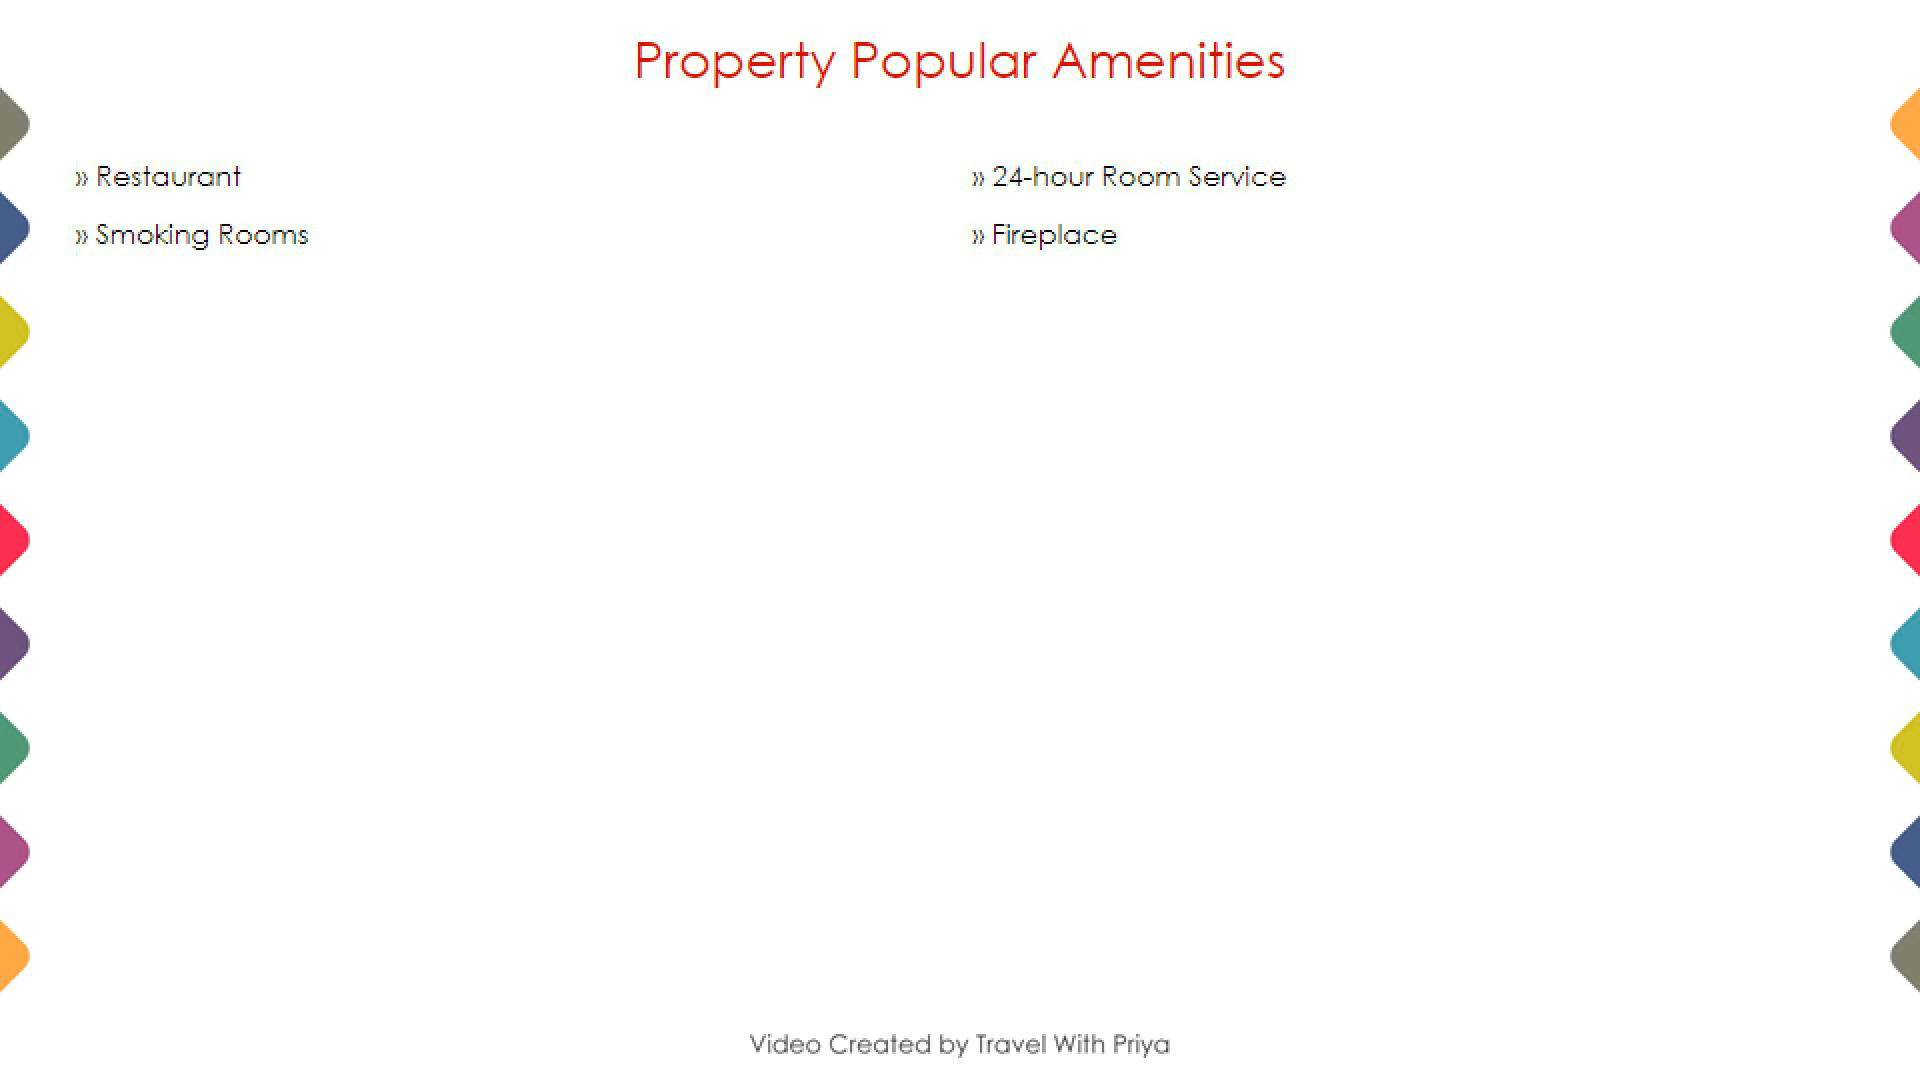 Property Popular Amenities
» Restaurant
» 24-hour Room Service
» Smoking Rooms
» Fireplace
Video Created by Travel With Priya